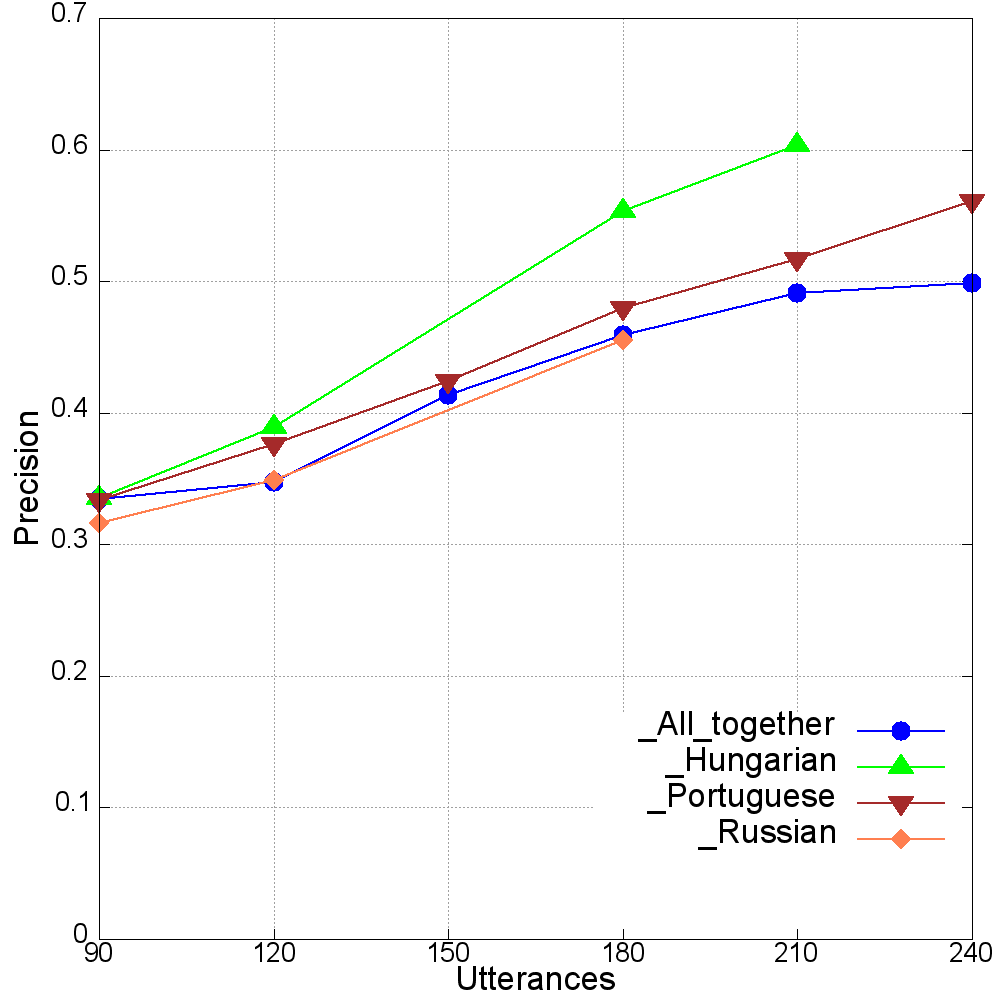 0.7
0.6
0.5
0.4
0.3
0.2
0.1
0
Precision
90 120 150 180 210 240
Utterances
_All_together
_Hungarian
_Portuguese
_Russian